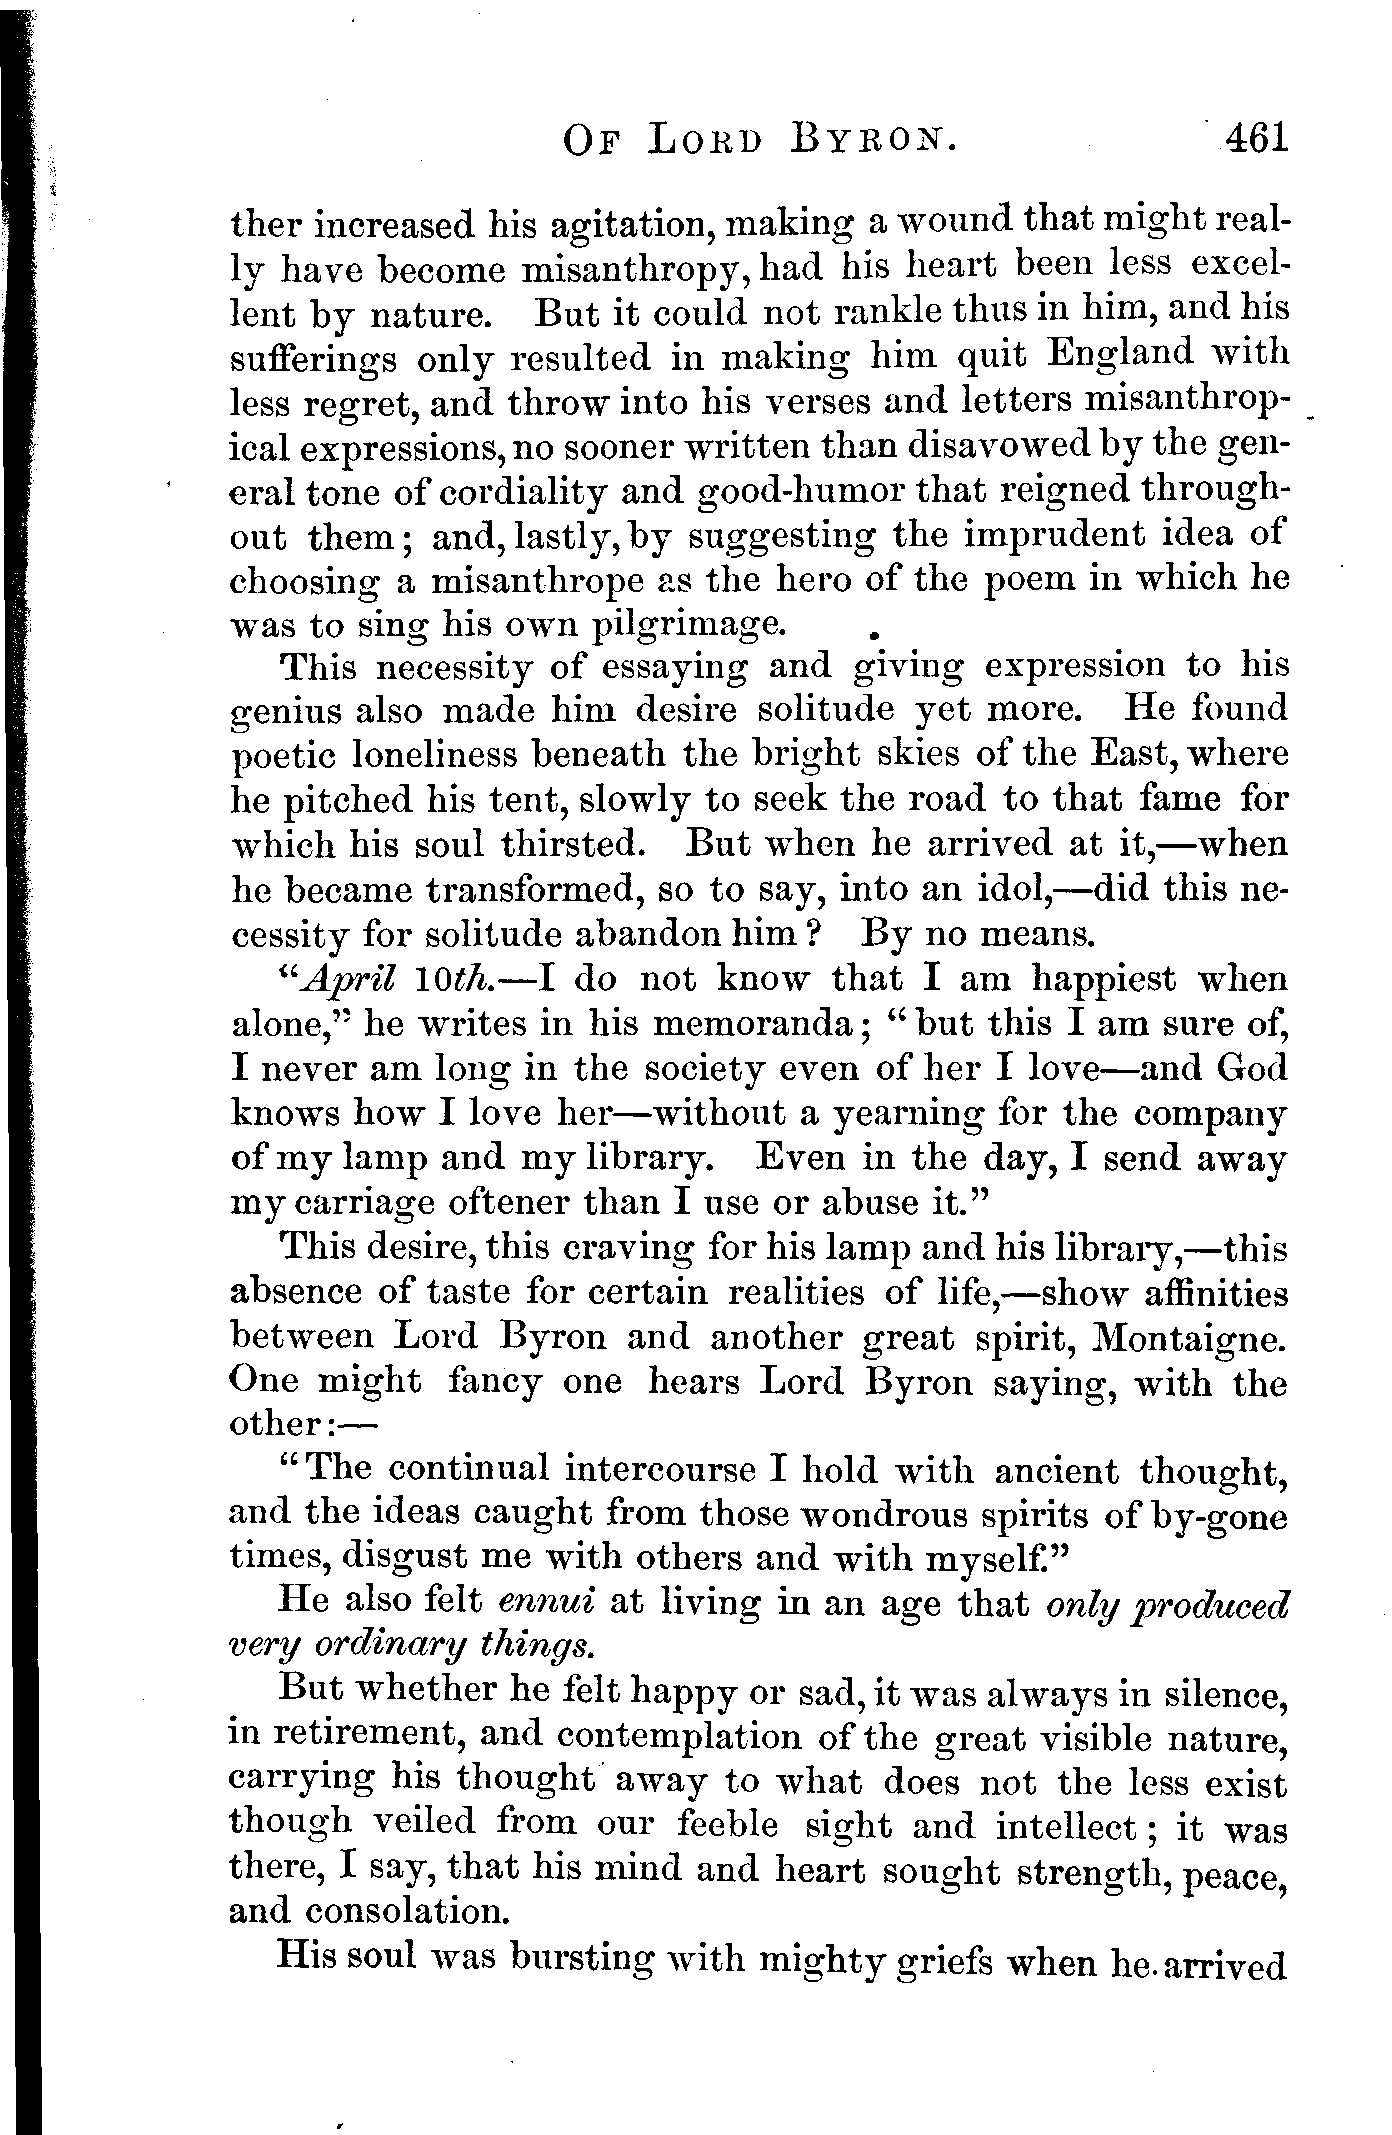 OF LORD BYRON. 461
ther increased his agitation, making a wound that might real-
ly have become misanthropy, had his heart been less excel-
lent by nature. But it could not rankle thus in him, and his
sufferings only resulted in making him quit England with
less regret, and throw into his verses and letters misanthrop-
ical expressions, no sooner written than disavowed by the gen-
eral tone of cordiality and good-humor that reigned through-
out them; and, lastly, by suggesting the imprudent idea of
choosing a misanthrope as the hero of the poem in which he
was to sing his own pilgrimage.
This necessity of essaying and giving expression to his
genius also made him desire solitude yet more. He found
poetic loneliness beneath the bright skies of the East, where
he pitched his tent, slowly to seek the road to that fame for
which his soul thirsted. But when he arrived at it,—when
he became transformed, so to say, into an idol,—did this ne-
cessity for solitude abandon him? By no means.
"April 10th.—I do not know that I am happiest when
alone," he writes in his memoranda; "but this I am sure of,
I never am long in the society even of her I love—and God
knows how I love her—without a yearning for the company
of my lamp and my library. Even in the day, I send away
my carriage oftener than I use or abuse it."
This desire, this craving for his lamp and his library,—this
absence of taste for certain realities of life,—show affinities
between Lord Byron and another great spirit, Montaigne.
One might fancy one hears Lord Byron saying, with the
other:—
"The continual intercourse I hold with ancient thought,
and the ideas caught from those wondrous spirits of by-gone
times, disgust me with others and with myself."
He also felt ennui at living in an age that only produced
very ordinary things.
But whether he felt happy or sad, it was always in silence,
in retirement, and contemplation of the great visible nature,
carrying his thought away to what does not the less exist
though veiled from our feeble sight and intellect; it was
there, I say, that his mind and heart sought strength, peace,
and consolation.
His soul was bursting with mighty griefs when he arrived